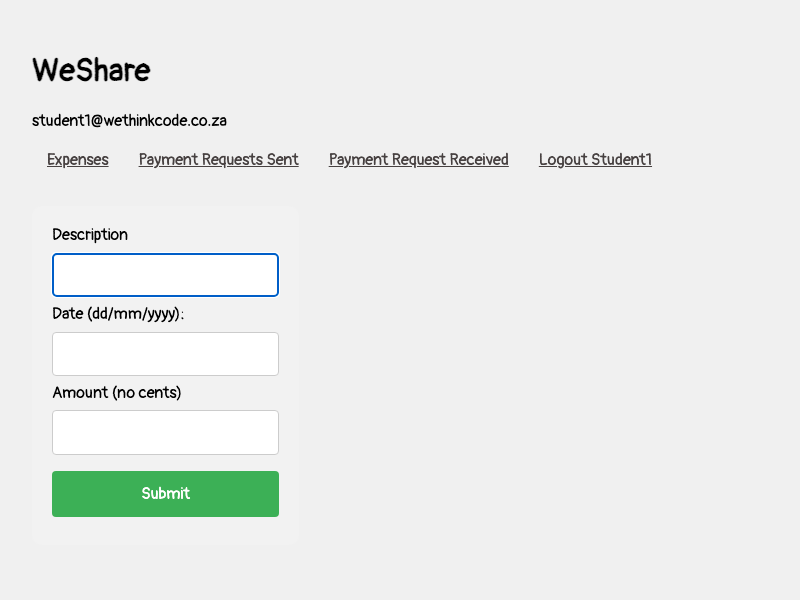 WeShare
student1@wethinkcode.co.za
Expenses Payment Requests Sent Payment Request Received Logout Student1
Description
Date (dd/mm/yyyy):
Amount (no cents)
Submit